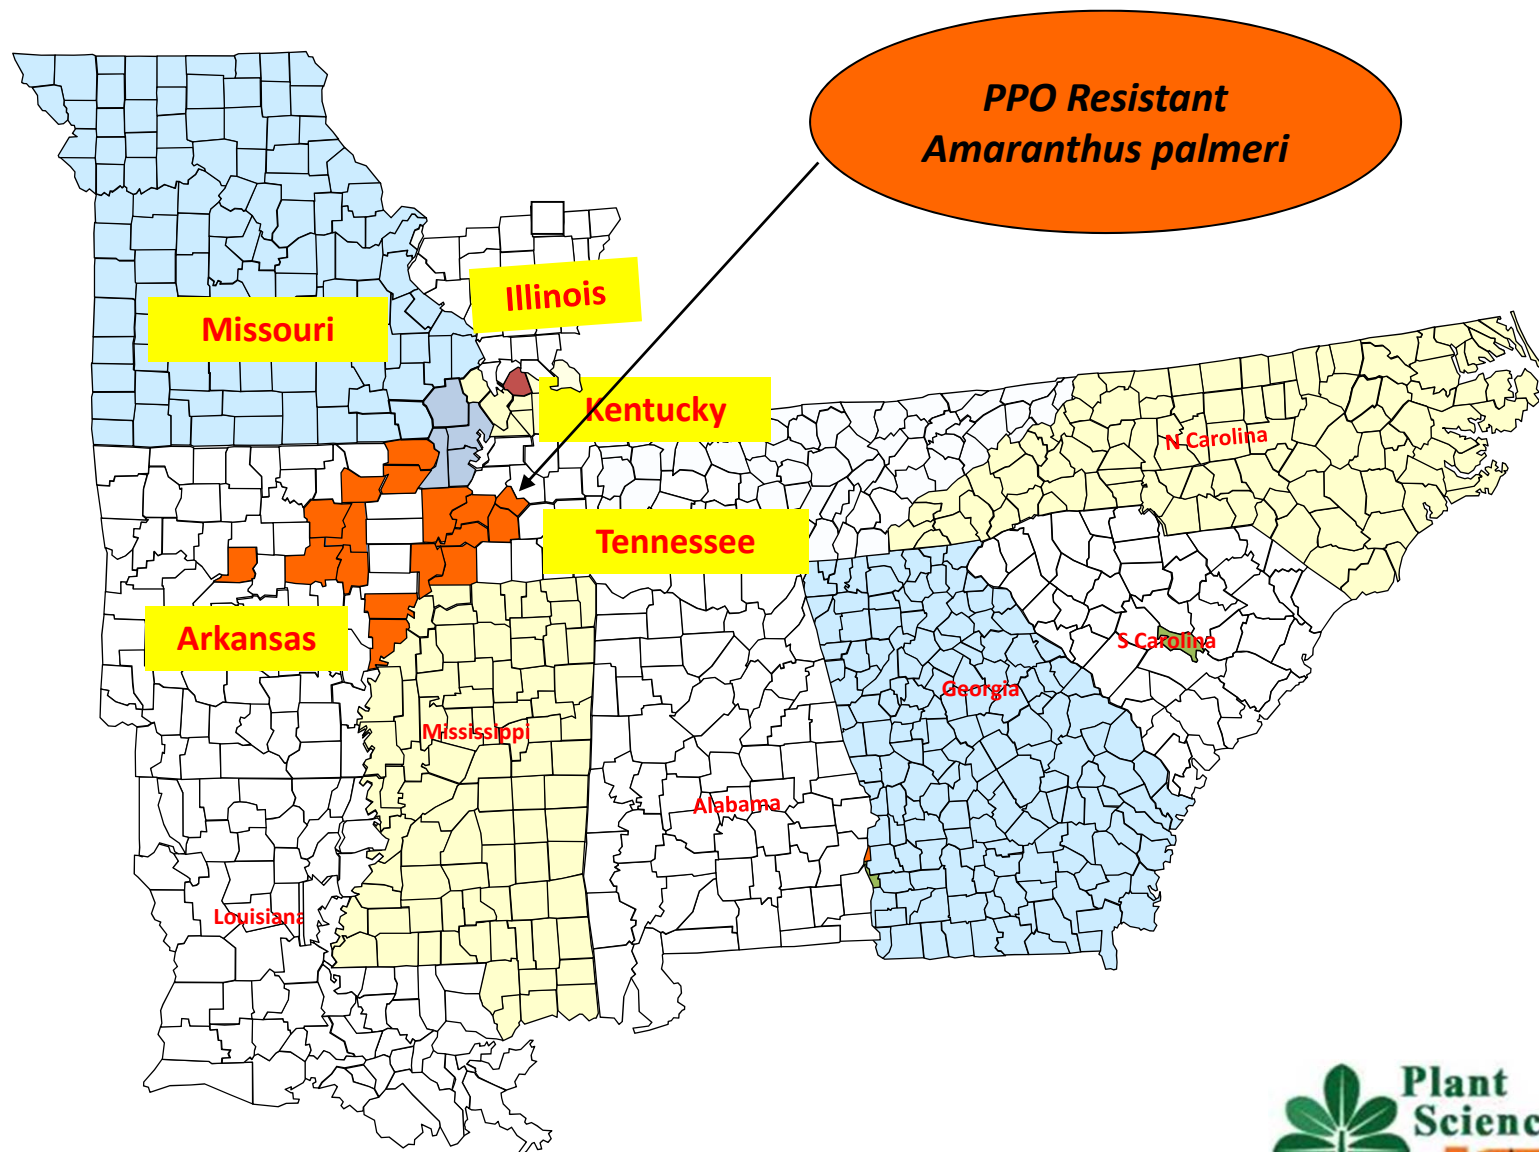 PPO Resistant
Amaranthus palmeri
Illinois
Missouri
Kentucky
N Carolina
Tennessee
Arkansas
S Carolina
Georgia
Mississippi
Alabama
Louisiana
Plant
Scienc